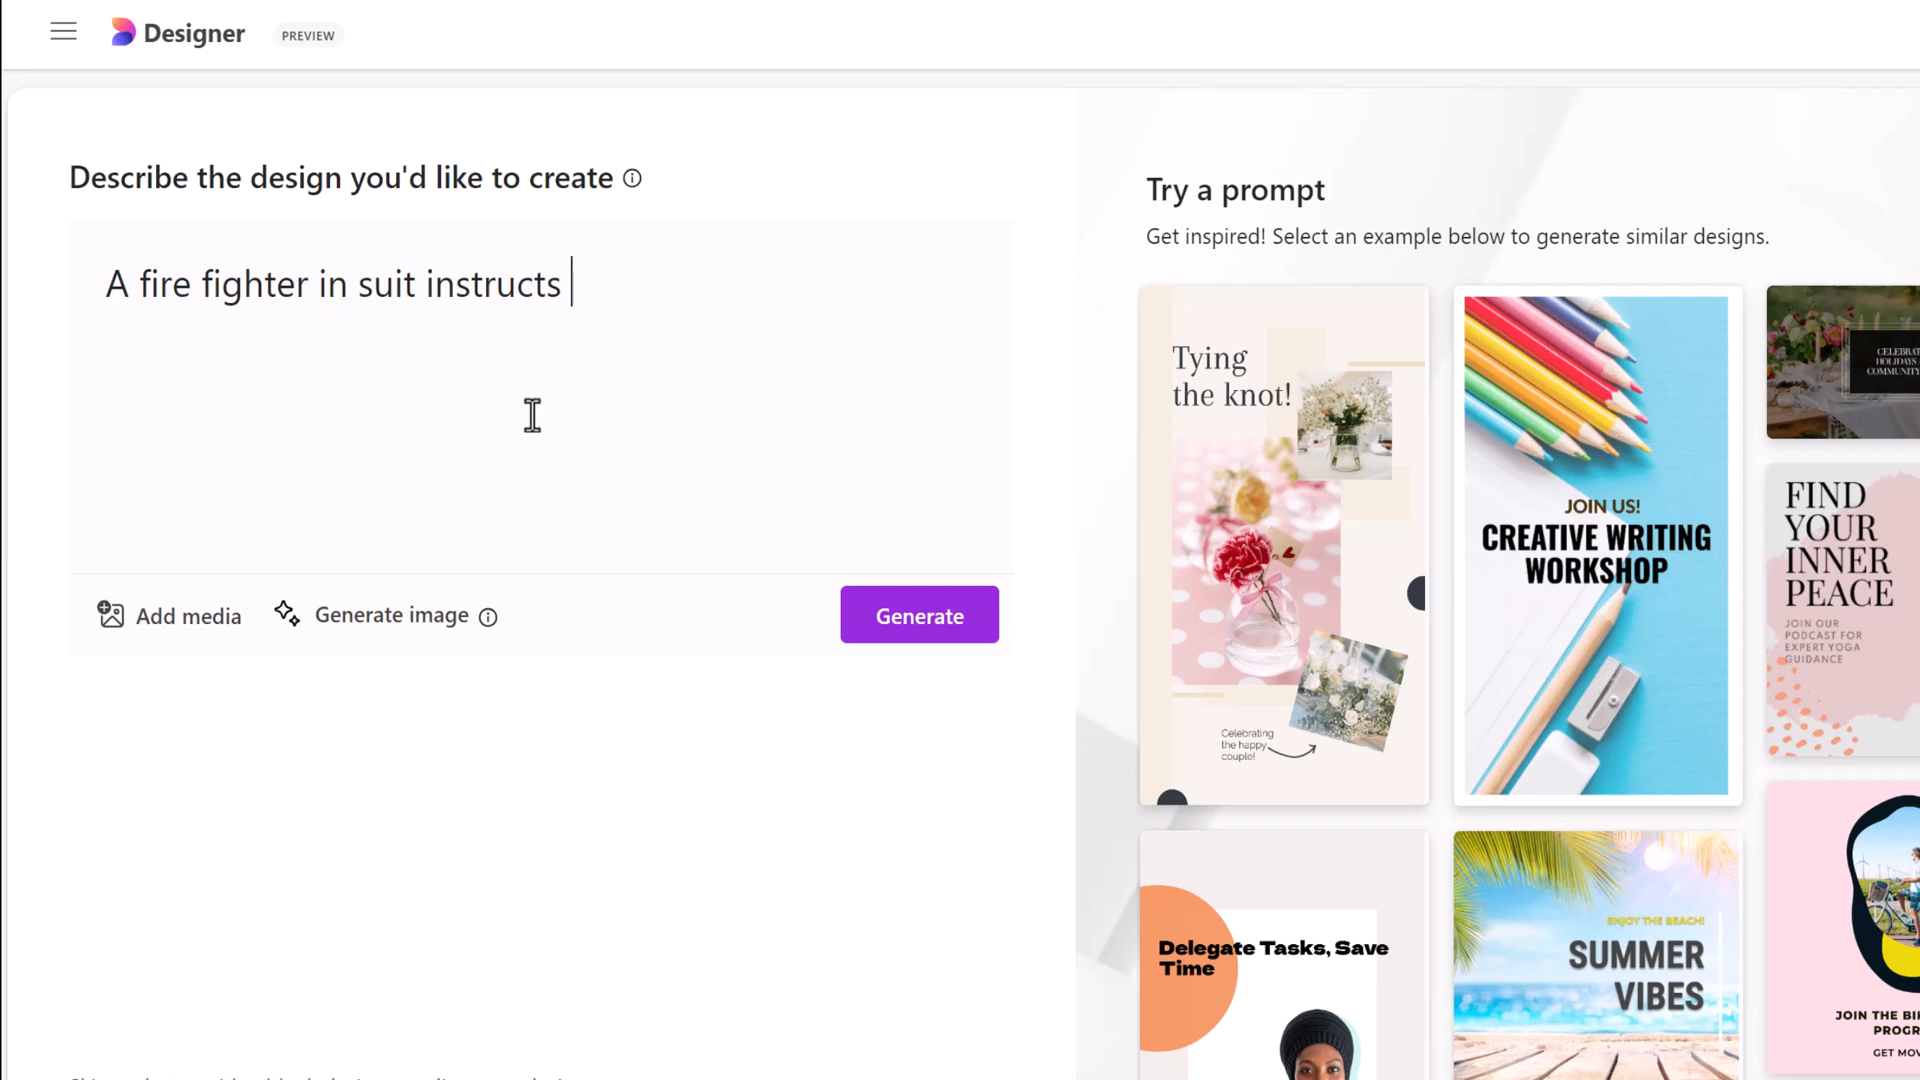 Designer
PREVIEW
Describe the design you'd like to create
A fire fighter in suit instructs
Add media
Generate image
Generate
Try a prompt
Get inspired! Select an example below to generate similar designs.
Tying
the knot!
Celebrating
the happy
couple!
JOIN US!
CREATIVE WRITING
WORKSHOP
FIND
YOUR
INNER
PEACE
JOIN OUR
PODCAST FOR
EXPERT YOGA
GUIDANCE
Delegate Tasks, Save
Time
ENJOY THE BEACH!
SUMMER
VIBES
JOIN THE
GET